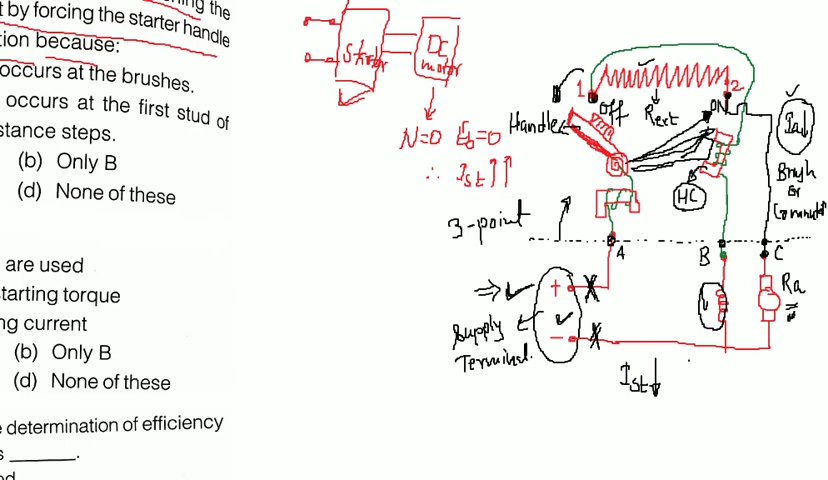 ning the
t by forcing the starter handle
tion because:
occurs at the brushes.
occurs at the first stud of
stance steps.
(b) Only B
(d) None of these
are used
tarting torque
ng current
(b) Only B
(d) None of these
e determination of efficiency
s ______.
DC
motor
N=0 Eb=0
∴ Ist↑↑
1
2
Off
ON
Rext
Handle
HC
Ia↓
Brush
or
3-point
A
B
C
Ra
+
-
Supply
Terminal.
Ist↓